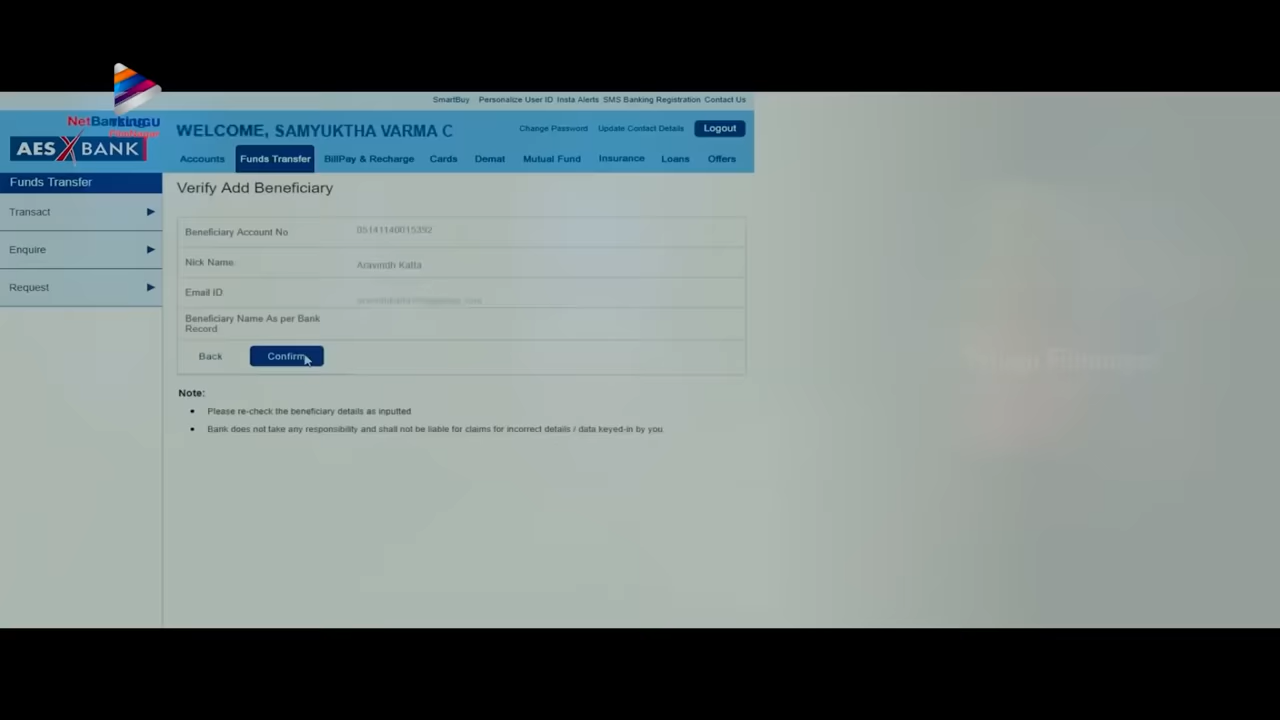 SmartBuy Personalize User ID Insta Alerts SMS Banking Registration Contact Us
WELCOME, SAMYUKTHA VARMA C
Change Password Update Contact Details Logout
AES X BANK
Accounts Funds Transfer BillPay & Recharge Cards Demat Mutual Fund Insurance Loans Offers
Funds Transfer
Transact
Enquire
Request
Verify Add Beneficiary
Beneficiary Account No 05141140015392
Nick Name Aravindh Katta
Email ID
Beneficiary Name As per Bank
Record
Back Confirm
Note:
Please re-check the beneficiary details as inputted
Bank does not take any responsibility and shall not be liable for claims for incorrect details / data keyed-in by you.